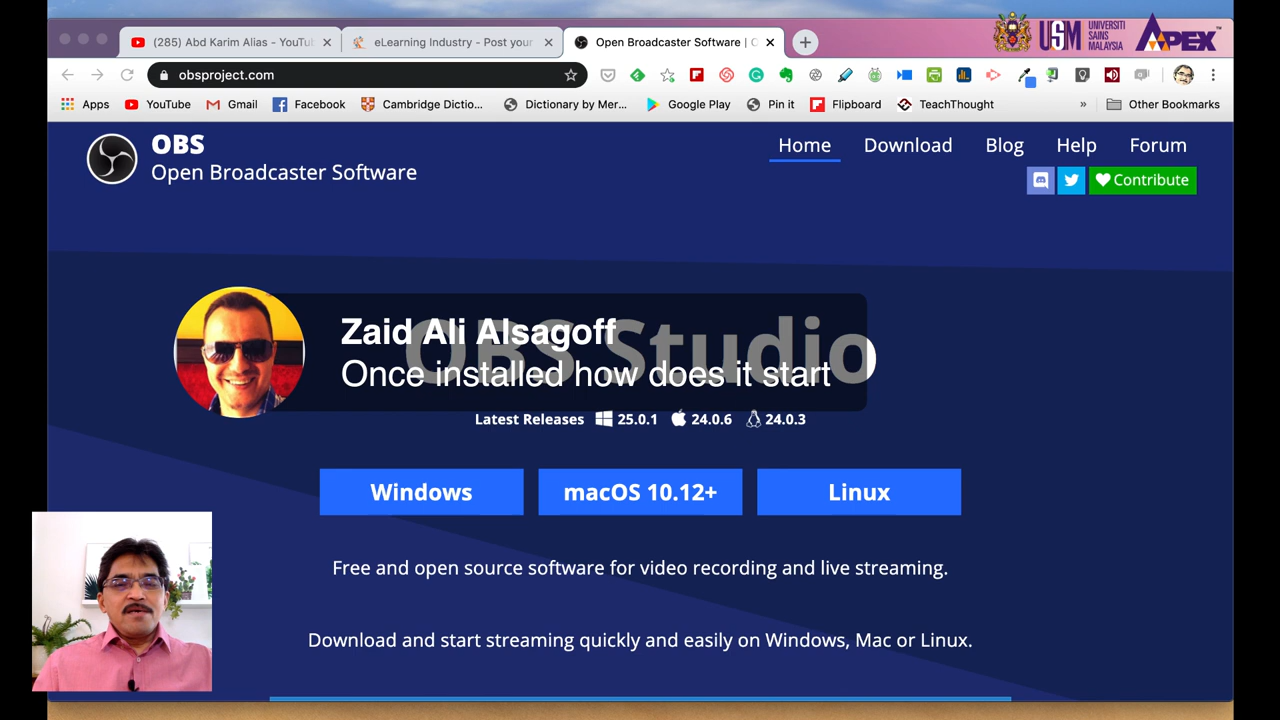 (285) Abd Karim Alias - YouTu
eLearning Industry - Post your
Open Broadcaster Software | O
UNIVERSITI
SAINS
MALAYSIA
USM
APEX™
obsproject.com
Apps
YouTube
Gmail
Facebook
Cambridge Dictio...
Dictionary by Mer...
Google Play
Pin it
Flipboard
TeachThought
»
Other Bookmarks
OBS
Open Broadcaster Software
Home
Download
Blog
Help
Forum
Contribute
OBS Studio
Zaid Ali Alsagoff
Once installed how does it start
Latest Releases 25.0.1 24.0.6 24.0.3
Windows
macOS 10.12+
Linux
Free and open source software for video recording and live streaming.
Download and start streaming quickly and easily on Windows, Mac or Linux.